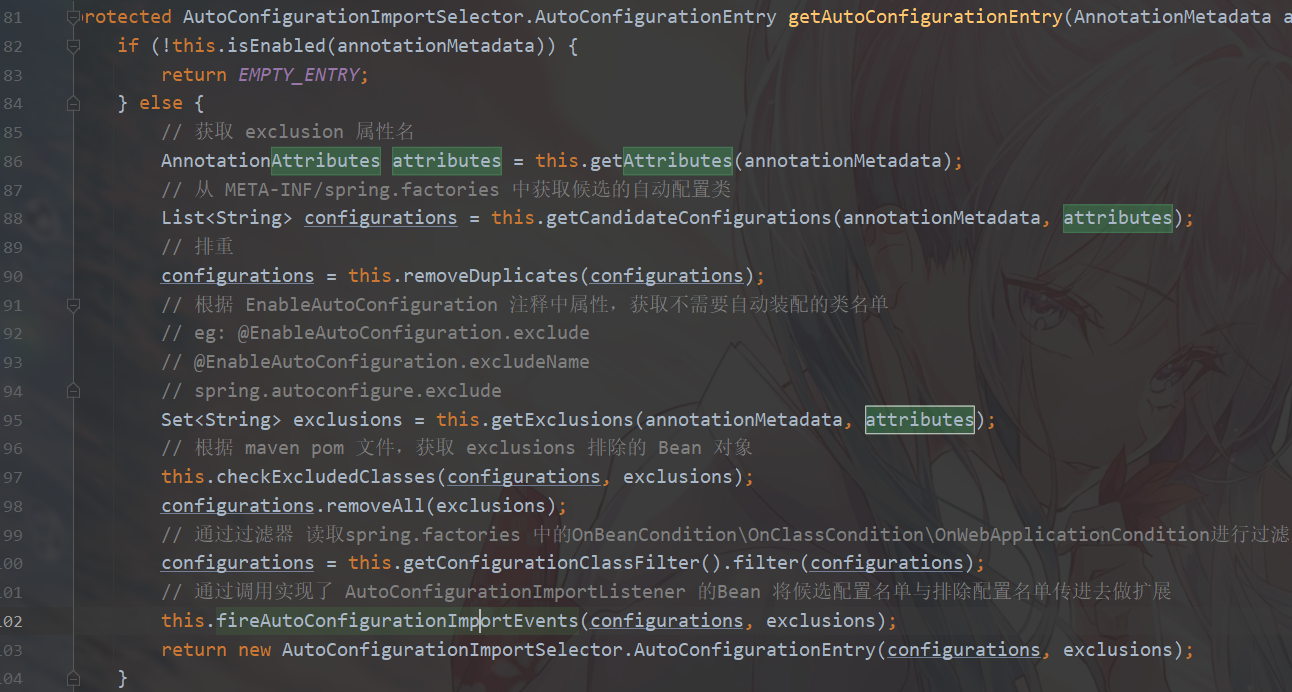 81 protected AutoConfigurationImportSelector.AutoConfigurationEntry getAutoConfigurationEntry(AnnotationMetadata a
82 if (!this.isEnabled(annotationMetadata)) {
83 return EMPTY_ENTRY;
84 } else {
85 // 获取 exclusion 属性名
86 AnnotationAttributes attributes = this.getAttributes(annotationMetadata);
87 // 从 META-INF/spring.factories 中获取候选的自动配置类
88 List<String> configurations = this.getCandidateConfigurations(annotationMetadata, attributes);
89 // 排重
90 configurations = this.removeDuplicates(configurations);
91 // 根据 EnableAutoConfiguration 注释中属性，获取不需要自动装配的类名单
92 // eg: @EnableAutoConfiguration.exclude
93 // @EnableAutoConfiguration.excludeName
94 // spring.autoconfigure.exclude
95 Set<String> exclusions = this.getExclusions(annotationMetadata, attributes);
96 // 根据 maven pom 文件，获取 exclusions 排除的 Bean 对象
97 this.checkExcludedClasses(configurations, exclusions);
98 configurations.removeAll(exclusions);
99 // 通过过滤器 读取spring.factories 中的OnBeanCondition\OnClassCondition\OnWebApplicationCondition进行过滤
100 configurations = this.getConfigurationClassFilter().filter(configurations);
101 // 通过调用实现了 AutoConfigurationImportListener 的Bean 将候选配置名单与排除配置名单传进去做扩展
102 this.fireAutoConfigurationImportEvents(configurations, exclusions);
103 return new AutoConfigurationImportSelector.AutoConfigurationEntry(configurations, exclusions);
104 }